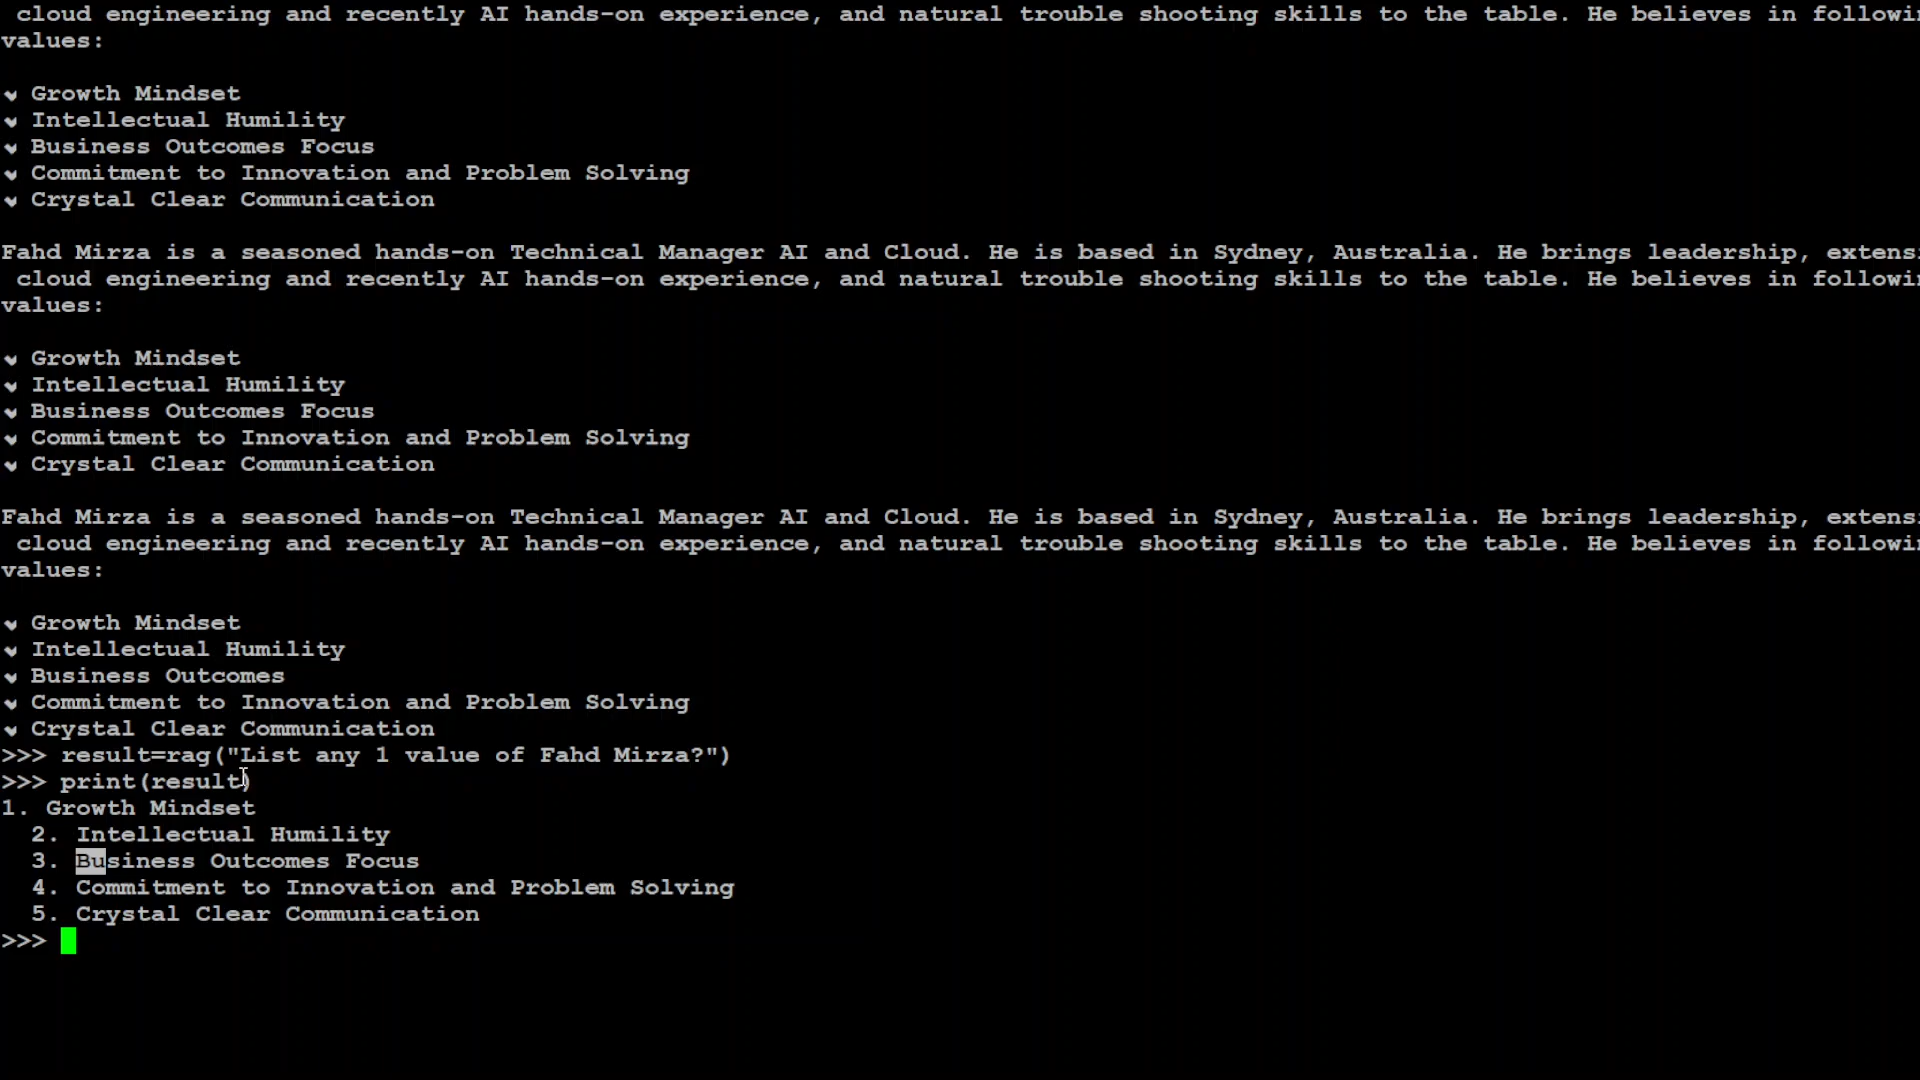 cloud engineering and recently AI hands-on experience, and natural trouble shooting skills to the table. He believes in
values:
Growth Mindset
Intellectual Humility
Business Outcomes Focus
Commitment to Innovation and Problem Solving
Crystal Clear Communication
Fahd Mirza is a seasoned hands-on Technical Manager AI and Cloud. He is based in Sydney, Australia. He brings leadership,
cloud engineering and recently AI hands-on experience, and natural trouble shooting skills to the table. He believes in
values:
Growth Mindset
Intellectual Humility
Business Outcomes Focus
Commitment to Innovation and Problem Solving
Crystal Clear Communication
Fahd Mirza is a seasoned hands-on Technical Manager AI and Cloud. He is based in Sydney, Australia. He brings leadership,
cloud engineering and recently AI hands-on experience, and natural trouble shooting skills to the table. He believes in
values:
Growth Mindset
Intellectual Humility
Business Outcomes
Commitment to Innovation and Problem Solving
Crystal Clear Communication
>>> result=rag("List any 1 value of Fahd Mirza?")
>>> print(result)
1. Growth Mindset
2. Intellectual Humility
3. Business Outcomes Focus
4. Commitment to Innovation and Problem Solving
5. Crystal Clear Communication
>>>